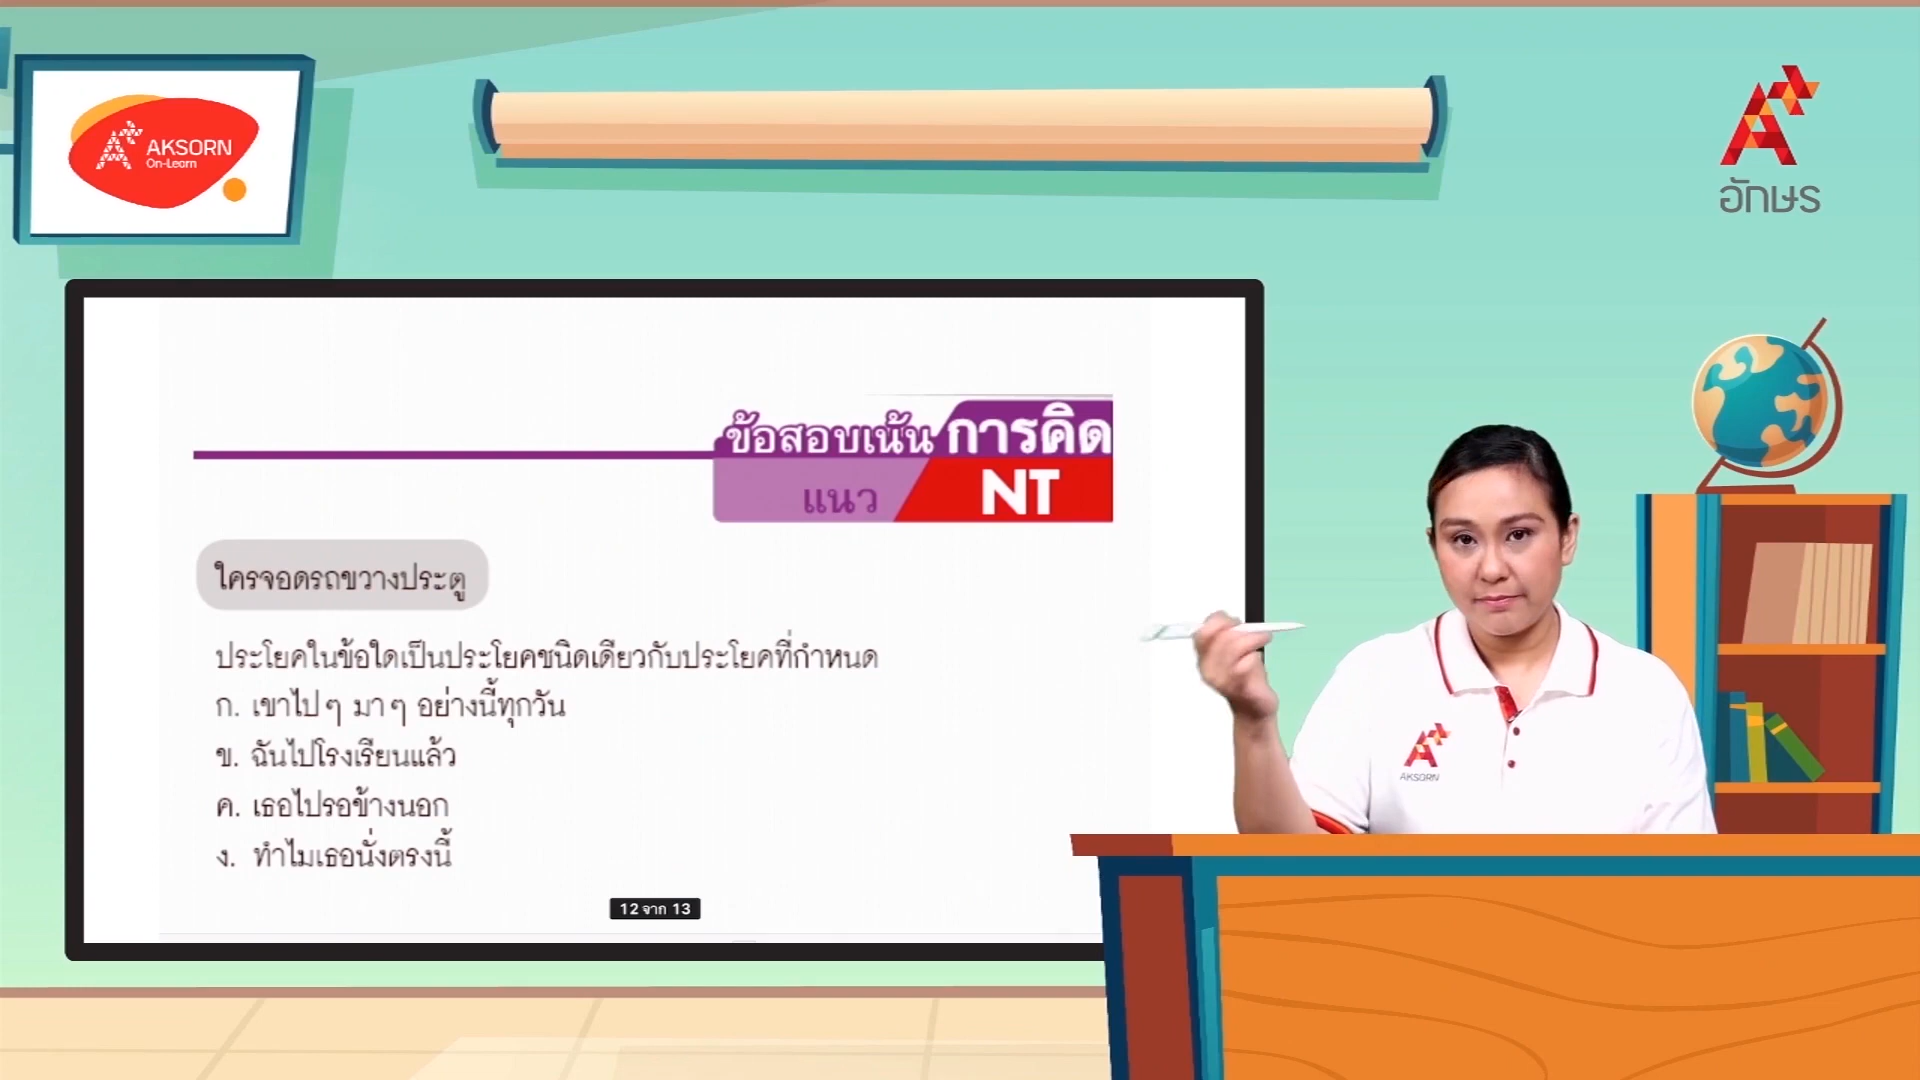 AKSORN
On-Learn
อักษร
ข้อสอบเน้น การคิด
แนว NT
ใครจอดรถขวางประตู
ประโยคในข้อใดเป็นประโยคชนิดเดียวกับประโยคที่กำหนด
ก. เขาไป ๆ มา ๆ อย่างนี้ทุกวัน
ข. ฉันไปโรงเรียนแล้ว
ค. เธอไปรอข้างนอก
ง. ทำไมเธอนั่งตรงนี้
12 จาก 13
AKSORN